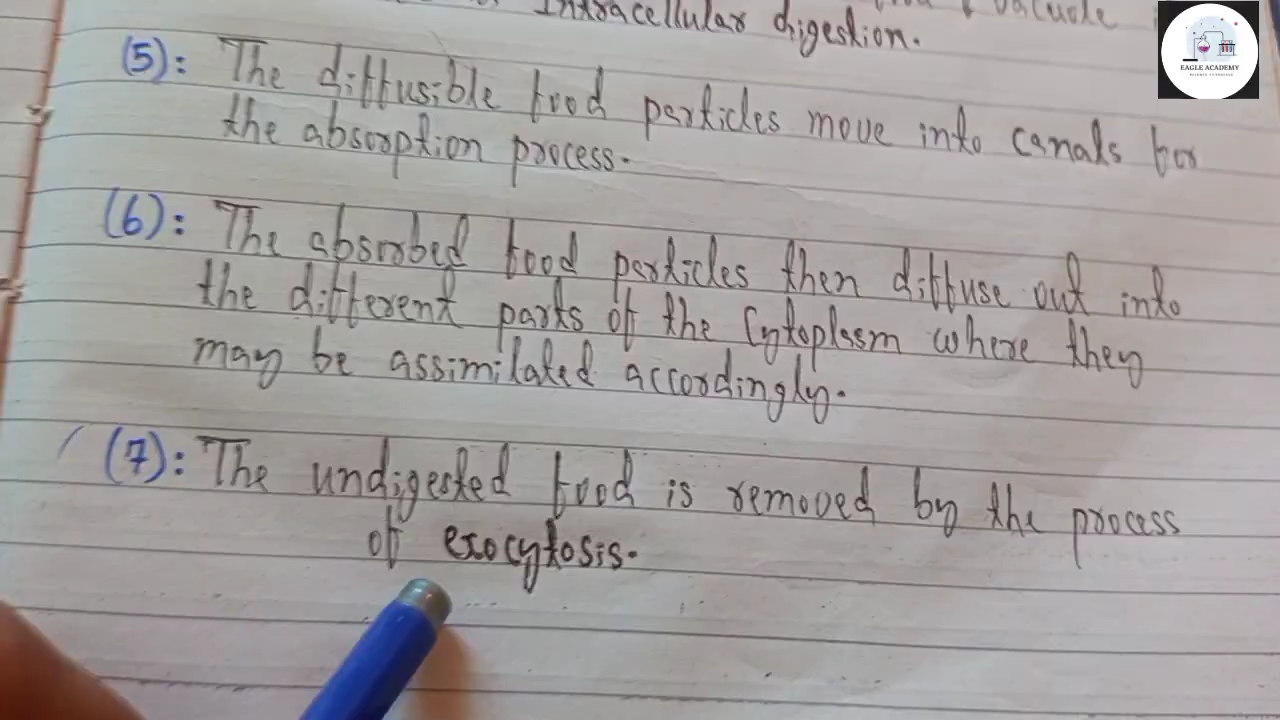 Intracellular digestion.
vacuole
(5): The diffusible food particles move into canals for
the absorption process.
(6): The absorbed food particles then diffuse out into
the different parts of the Cytoplasm where they
may be assimilated accordingly.
(7): The undigested food is removed by the process
of exocytosis.
EAGLE ACADEMY